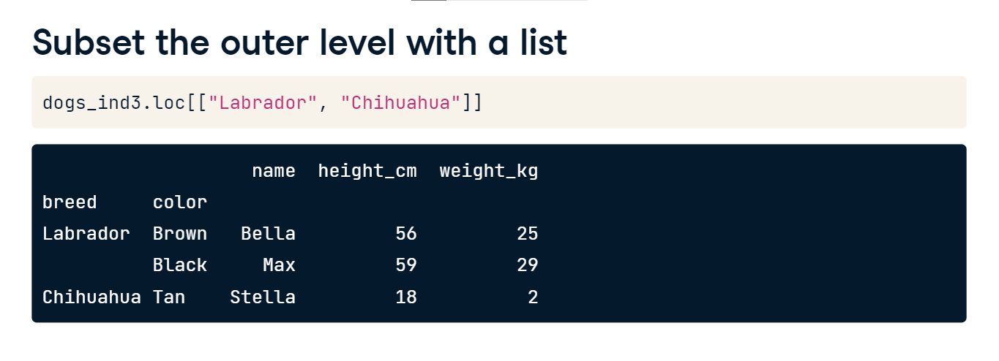 Subset the outer level with a list
dogs_ind3.loc[["Labrador", "Chihuahua"]]
                   name  height_cm  weight_kg
breed     color
Labrador  Brown   Bella         56         25
          Black     Max         59         29
Chihuahua Tan    Stella         18          2